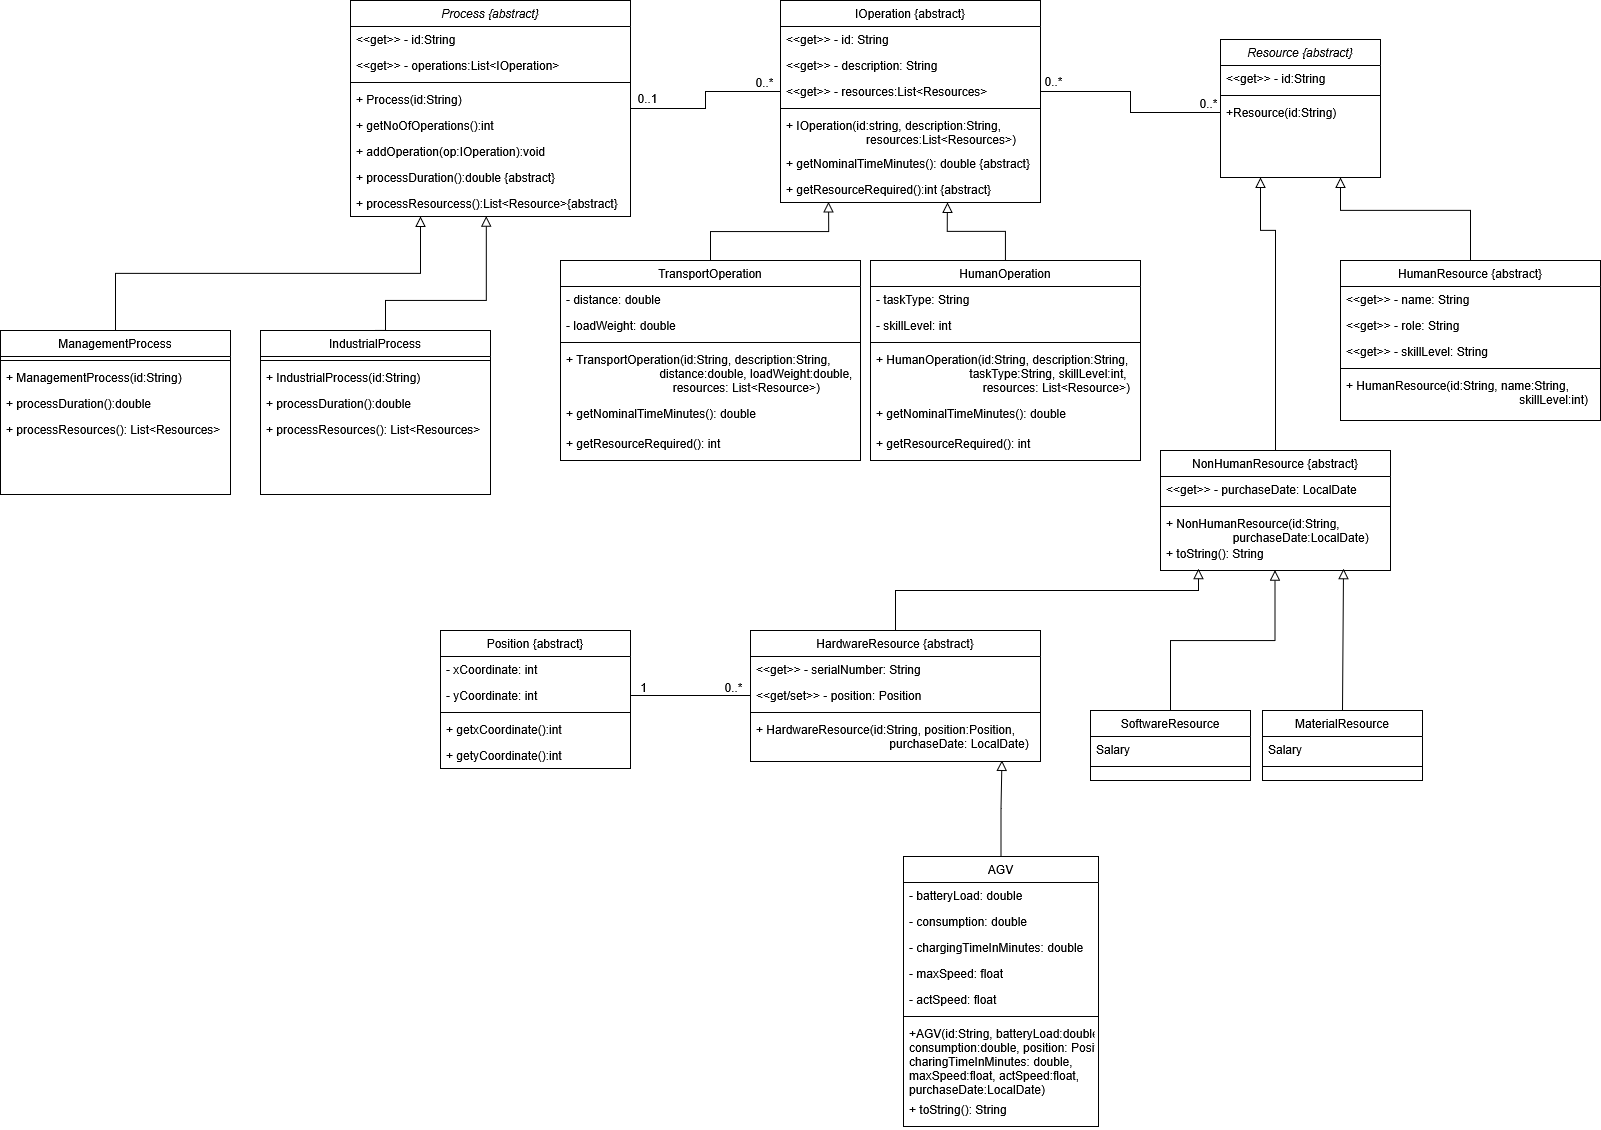 Process {abstract}
<<get>> - id:String
<<get>> - operations:List<IOperation>
+ Process(id:String)
+ getNoOfOperations():int
+ addOperation(op:IOperation):void
+ processDuration():double {abstract}
+ processResourcess():List<Resource>{abstract}
0..1
0..*
IOperation {abstract}
<<get>> - id: String
<<get>> - description: String
<<get>> - resources:List<Resources>
+ IOperation(id:string, description:String,
resources:List<Resources>)
+ getNominalTimeMinutes(): double {abstract}
+ getResourceRequired():int {abstract}
0..*
0..*
Resource {abstract}
<<get>> - id:String
+Resource(id:String)
ManagementProcess
+ ManagementProcess(id:String)
+ processDuration():double
+ processResources(): List<Resources>
IndustrialProcess
+ IndustrialProcess(id:String)
+ processDuration():double
+ processResources(): List<Resources>
TransportOperation
- distance: double
- loadWeight: double
+ TransportOperation(id:String, description:String,
distance:double, loadWeight:double,
resources: List<Resource>)
+ getNominalTimeMinutes(): double
+ getResourceRequired(): int
HumanOperation
- taskType: String
- skillLevel: int
+ HumanOperation(id:String, description:String,
taskType:String, skillLevel:int,
resources: List<Resource>)
+ getNominalTimeMinutes(): double
+ getResourceRequired(): int
HumanResource {abstract}
<<get>> - name: String
<<get>> - role: String
<<get>> - skillLevel: String
+ HumanResource(id:String, name:String,
skillLevel:int)
NonHumanResource {abstract}
<<get>> - purchaseDate: LocalDate
+ NonHumanResource(id:String,
purchaseDate:LocalDate)
+ toString(): String
Position {abstract}
- xCoordinate: int
- yCoordinate: int
+ getxCoordinate():int
+ getyCoordinate():int
1
0..*
HardwareResource {abstract}
<<get>> - serialNumber: String
<<get/set>> - position: Position
+ HardwareResource(id:String, position:Position,
purchaseDate: LocalDate)
SoftwareResource
Salary
MaterialResource
Salary
AGV
- batteryLoad: double
- consumption: double
- chargingTimeInMinutes: double
- maxSpeed: float
- actSpeed: float
+AGV(id:String, batteryLoad:double
consumption:double, position: Posi
charingTimeInMinutes: double,
maxSpeed:float, actSpeed:float,
purchaseDate:LocalDate)
+ toString(): String